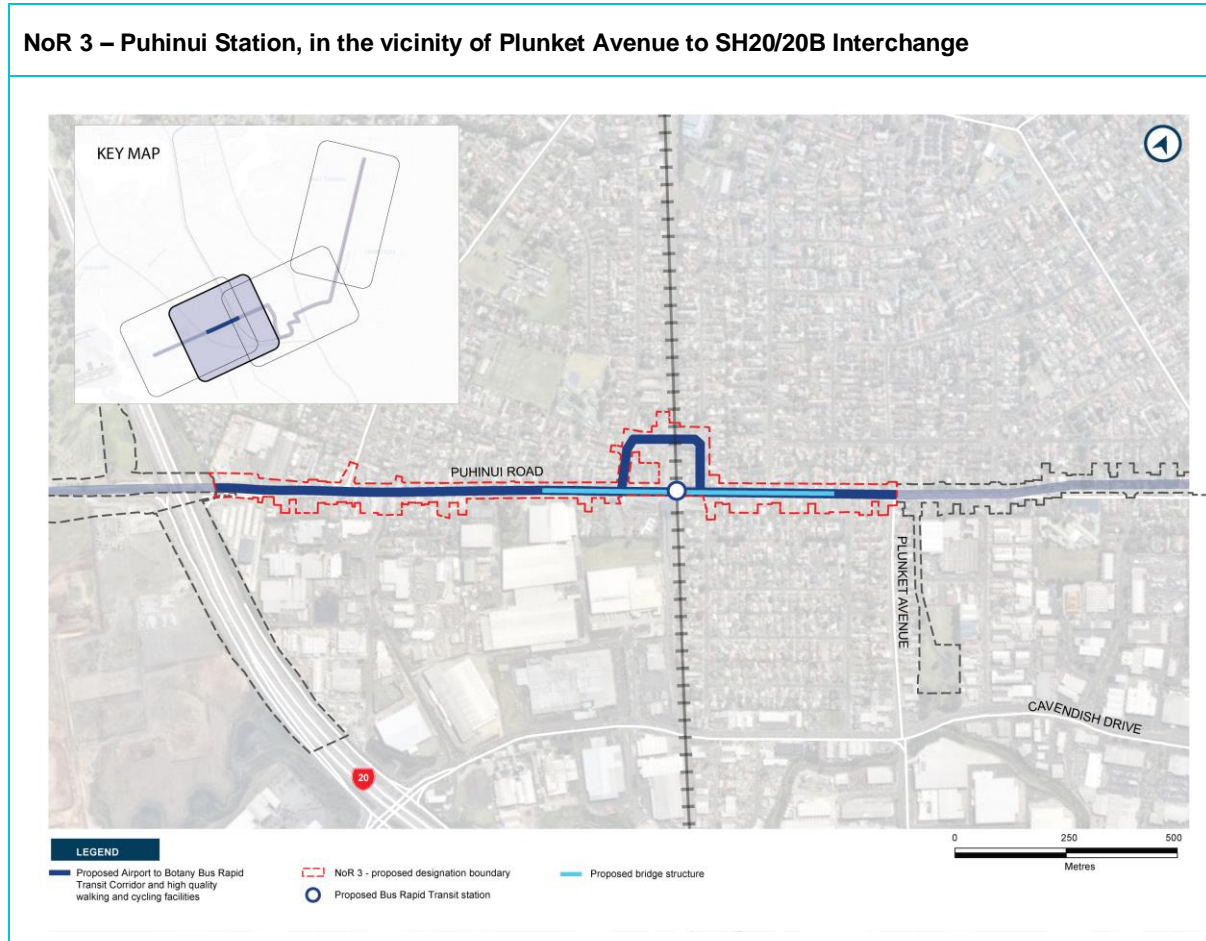 NoR 3 – Puhinui Station, in the vicinity of Plunket Avenue to SH20/20B Interchange
KEY MAP
PUHINUI ROAD
PLUNKET AVENUE
CAVENDISH DRIVE
20
LEGEND
Proposed Airport to Botany Bus Rapid
Transit Corridor and high quality
walking and cycling facilities
NoR 3 - proposed designation boundary
Proposed Bus Rapid Transit station
Proposed bridge structure
0 250 500
Metres